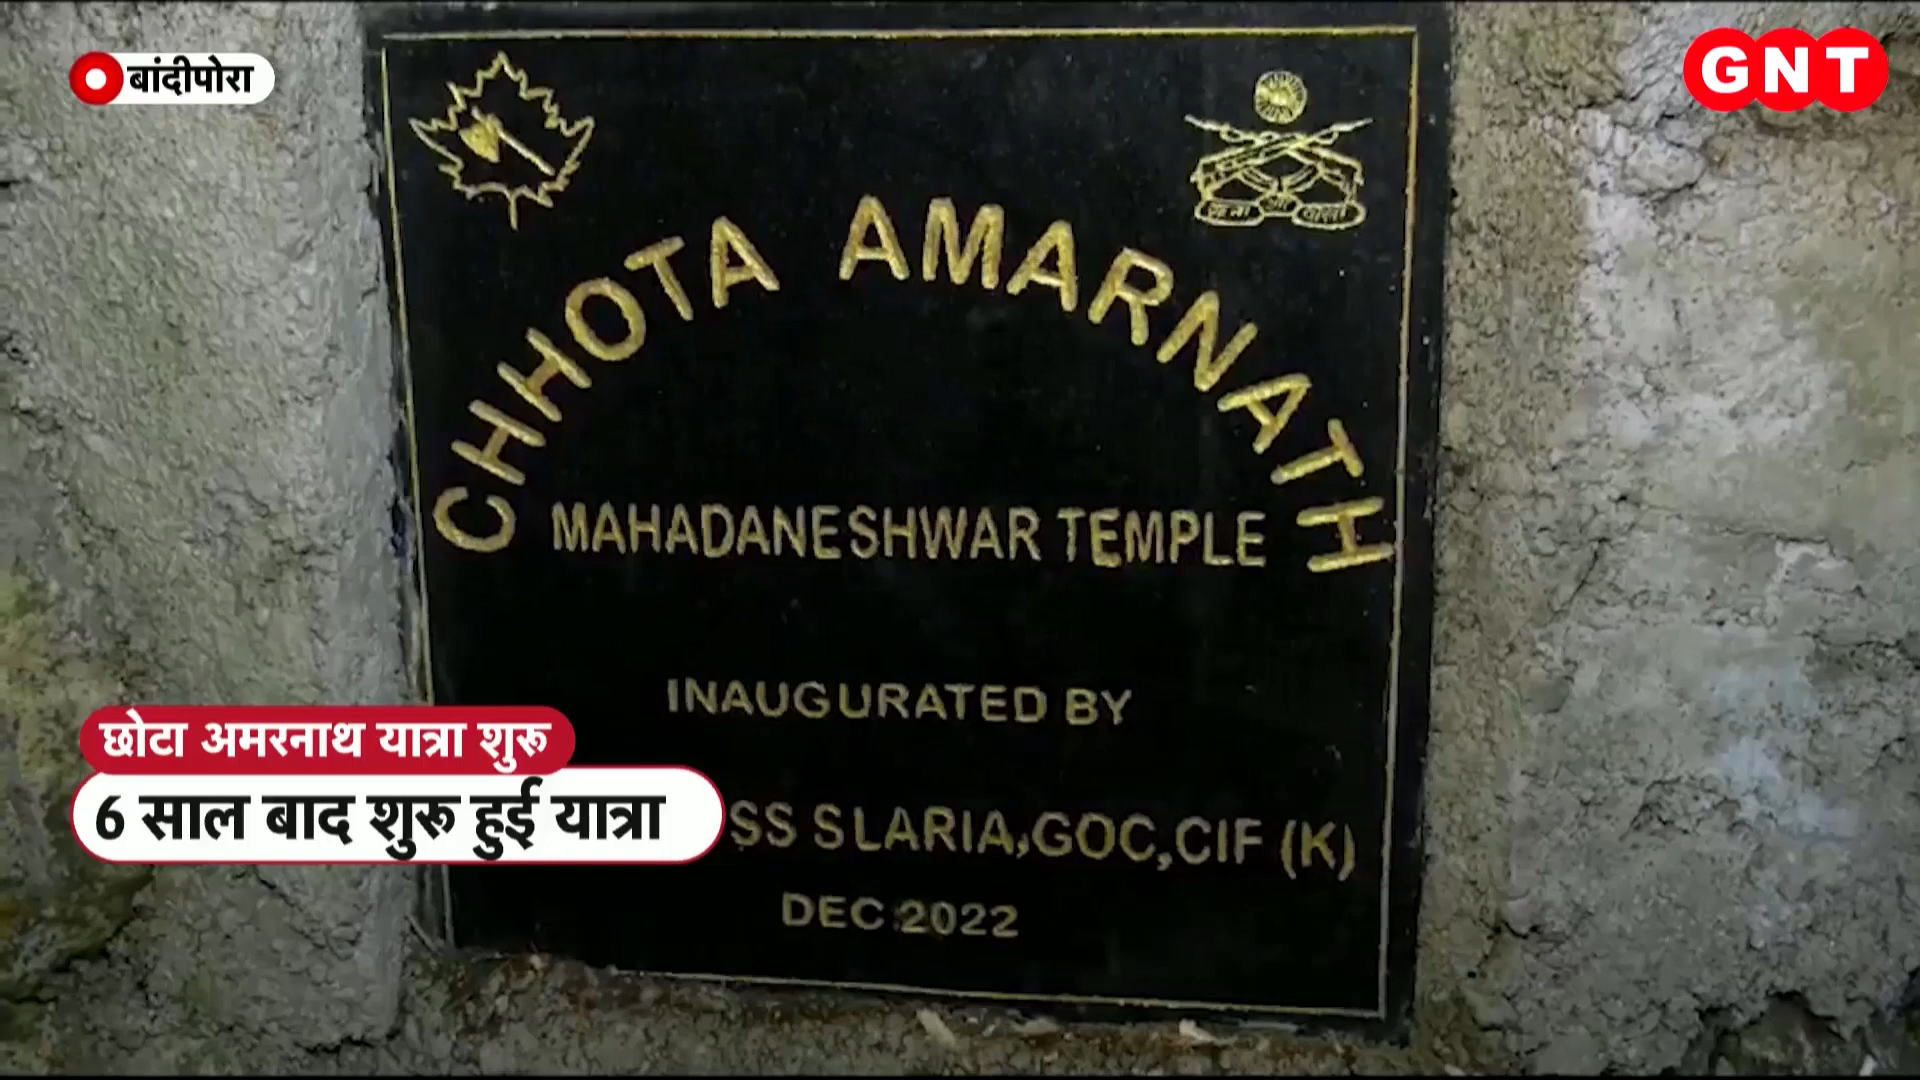 बांदीपोरा
GNT
CHHOTA AMARNATH
MAHADANESHWAR TEMPLE
INAUGURATED BY
SS SLARIA,GOC,CIF (K)
DEC 2022
छोटा अमरनाथ यात्रा शुरू
6 साल बाद शुरू हुई यात्रा